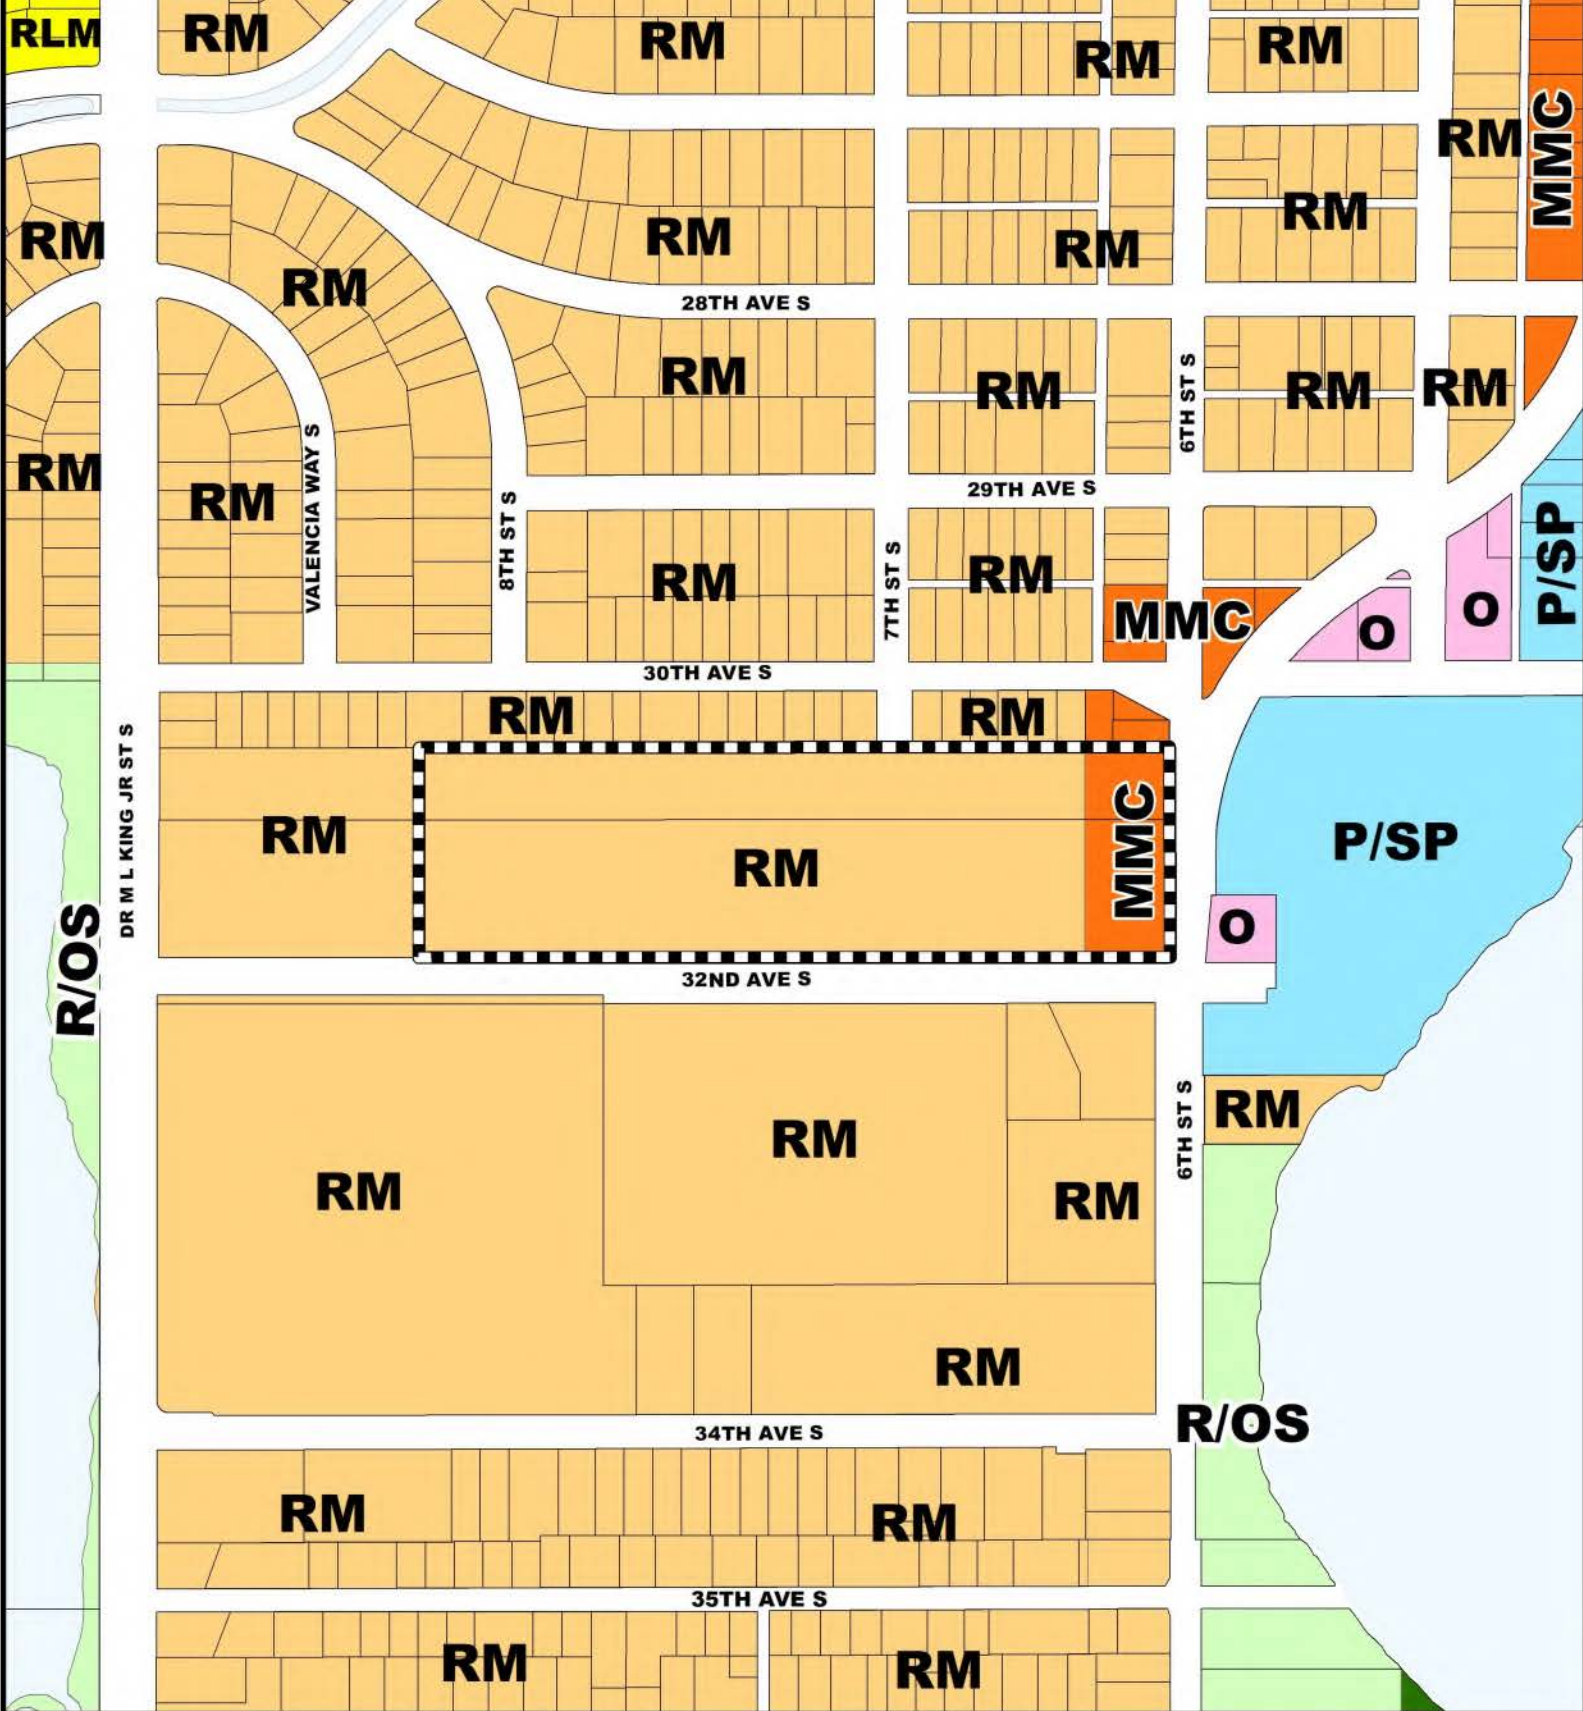 RLM
RM
RM
RM
RM
RM
MMC
RM
RM
RM
RM
RM
RM
28TH AVE S
RM
RM
6TH ST S
RM
RM
RM
RM
VALENCIA WAY S
8TH ST S
29TH AVE S
P/SP
RM
7TH ST S
RM
MMC
O
O
30TH AVE S
RM
RM
DR M L KING JR ST S
RM
RM
MMC
P/SP
O
R/OS
32ND AVE S
RM
RM
6TH ST S
RM
RM
RM
R/OS
34TH AVE S
RM
RM
35TH AVE S
RM
RM